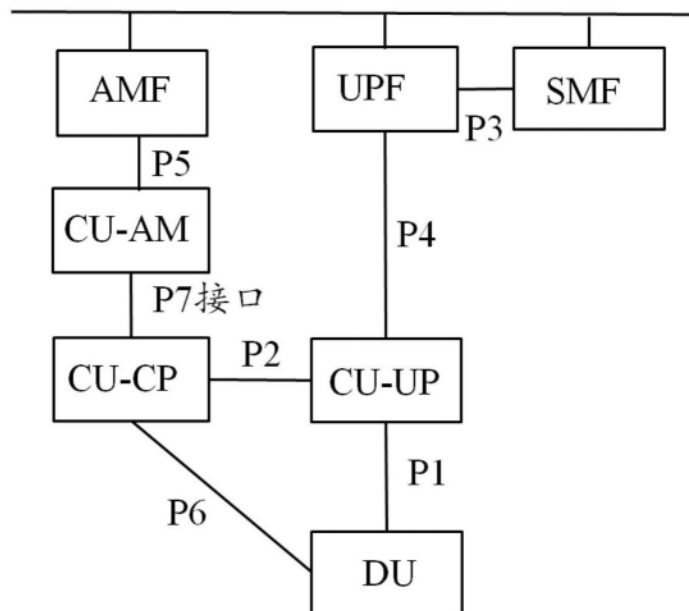 AMF
UPF
SMF
P3
P5
CU-AM
P4
P7接口
CU-CP
P2
CU-UP
P1
P6
DU